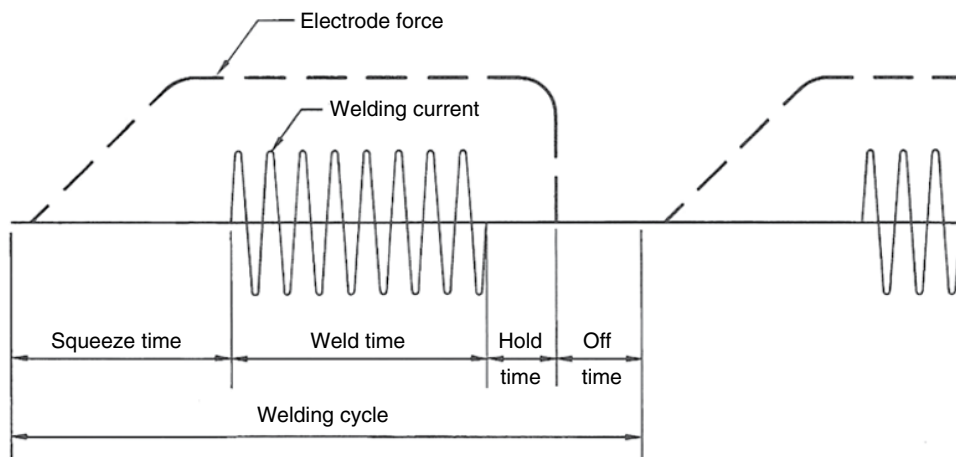 Electrode force
Welding current
Squeeze time
Weld time
Hold
time
Off
time
Welding cycle